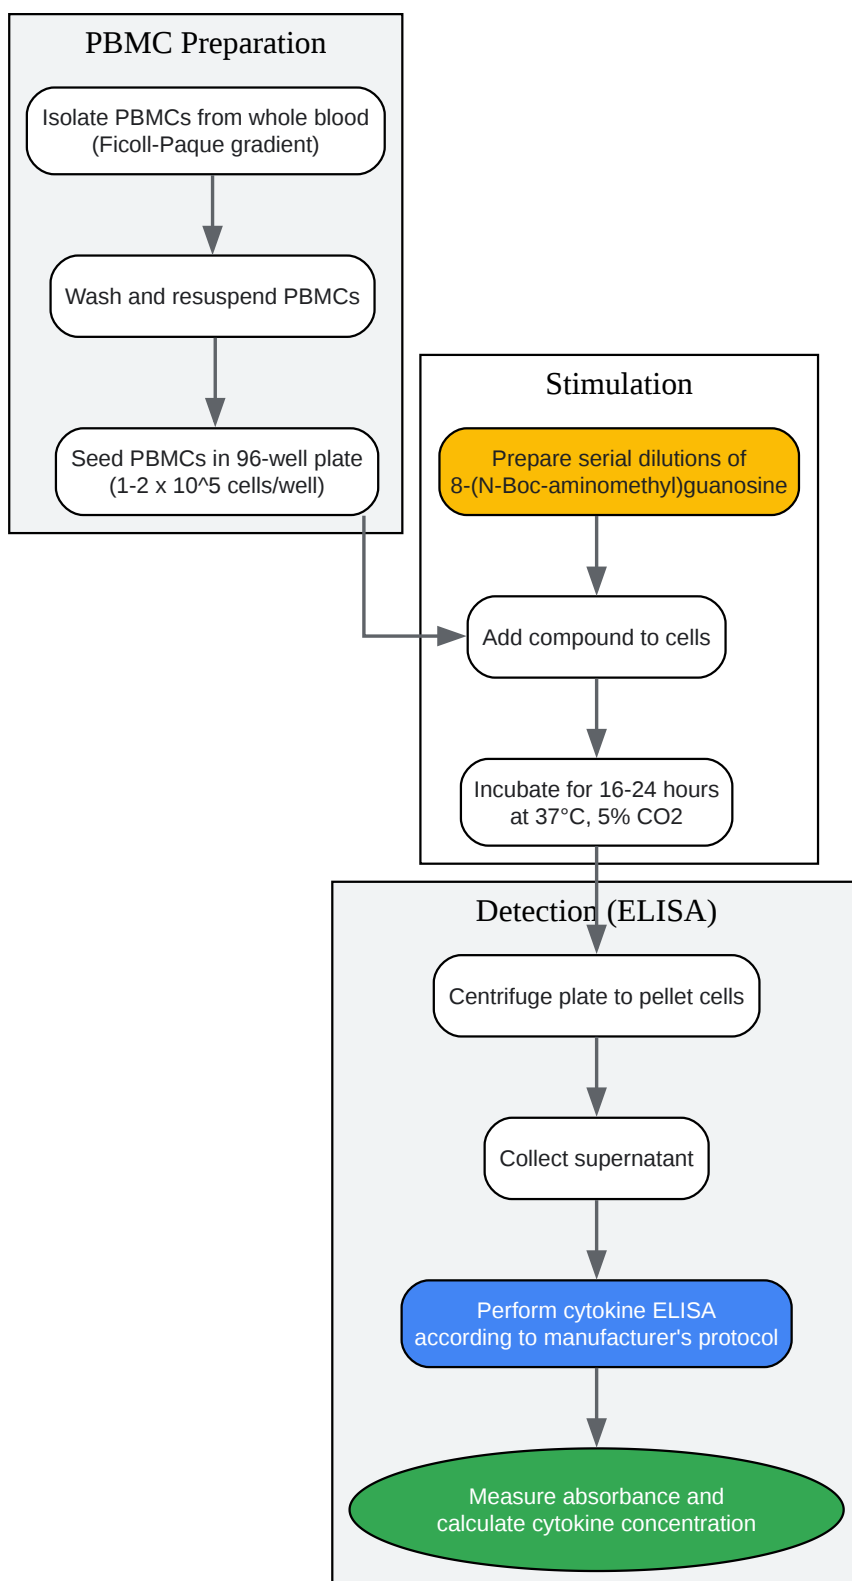 PBMC Preparation
Isolate PBMCs from whole blood
(Ficoll-Paque gradient)
Wash and resuspend PBMCs
Seed PBMCs in 96-well plate
(1-2 x 10^5 cells/well)
Stimulation
Prepare serial dilutions of
8-(N-Boc-aminomethyl)guanosine
Add compound to cells
Incubate for 16-24 hours
at 37°C, 5% CO2
Detection (ELISA)
Centrifuge plate to pellet cells
Collect supernatant
Perform cytokine ELISA
according to manufacturer's protocol
Measure absorbance and
calculate cytokine concentration